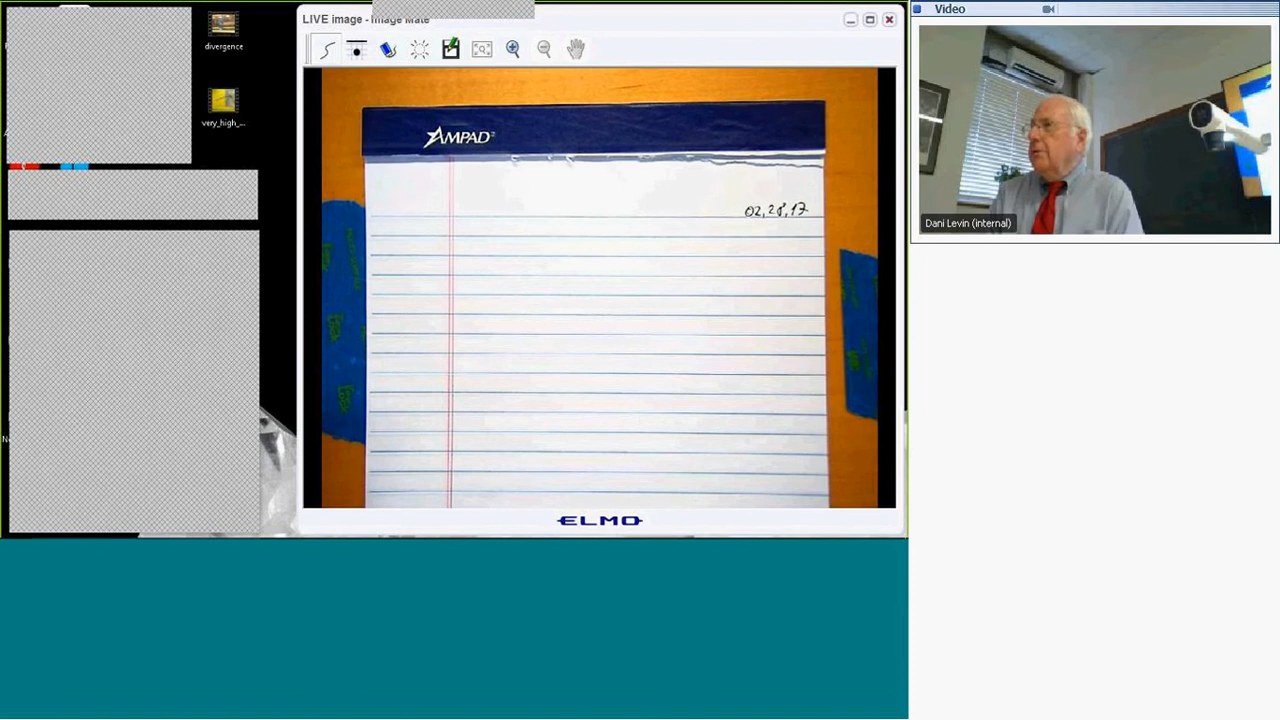 divergence
very_high_...
LIVE image - Image Mate
AMPAD
02,28,17
ELMO
Video
Dani Levin (internal)